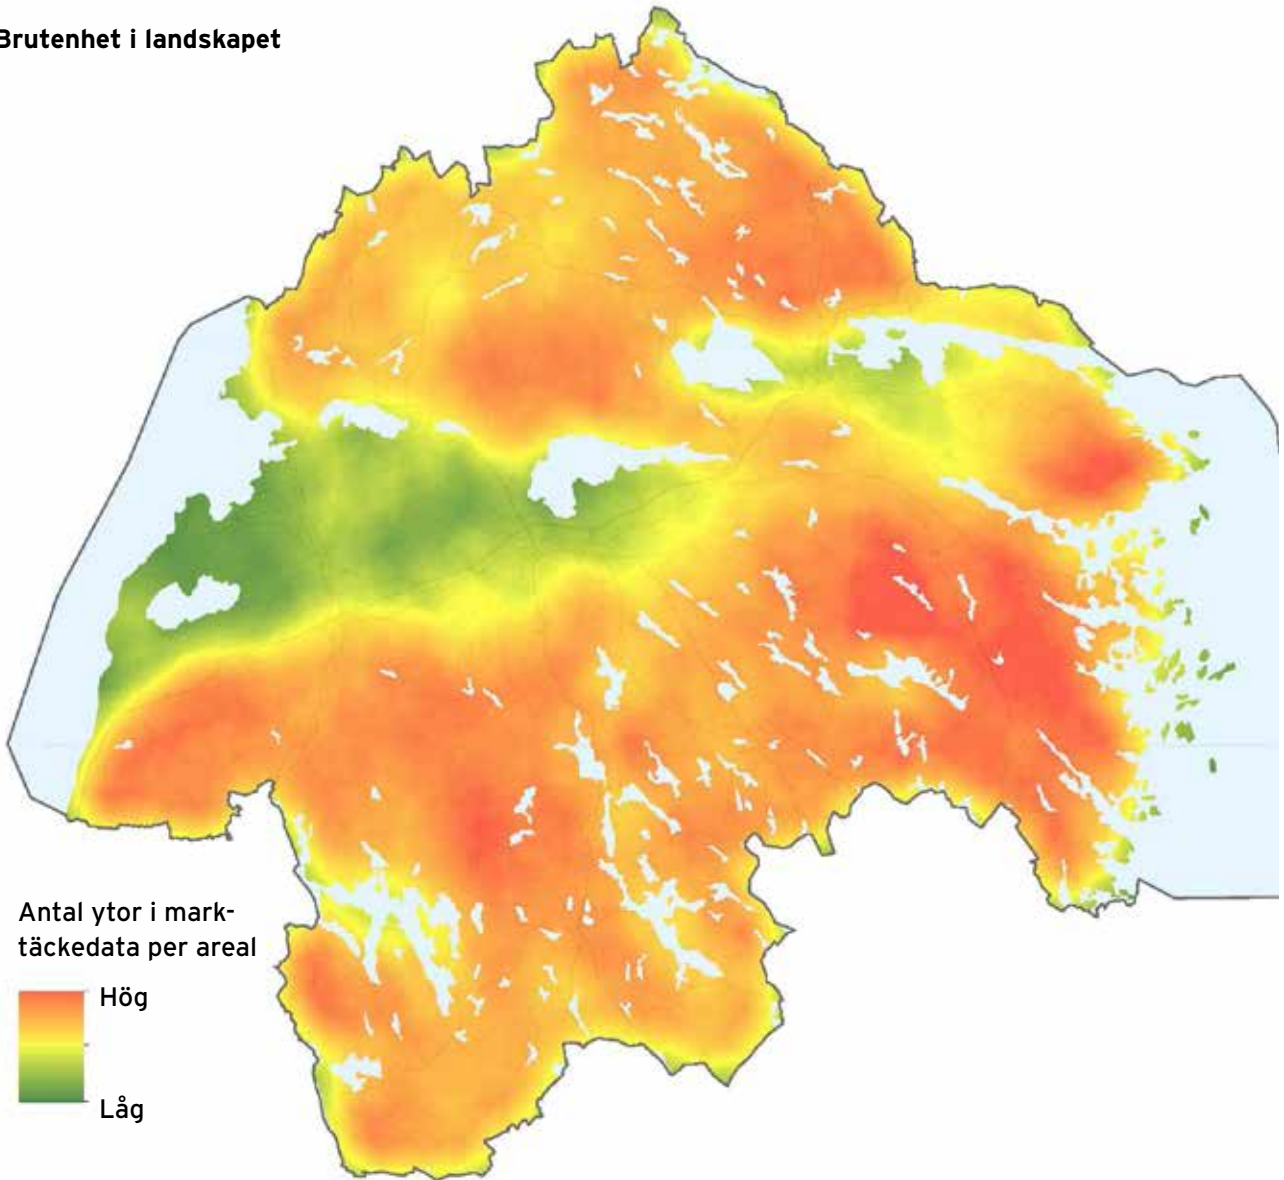 Brutenhet i landskapet
Antal ytor i mark-
täckedata per areal
Hög
Låg